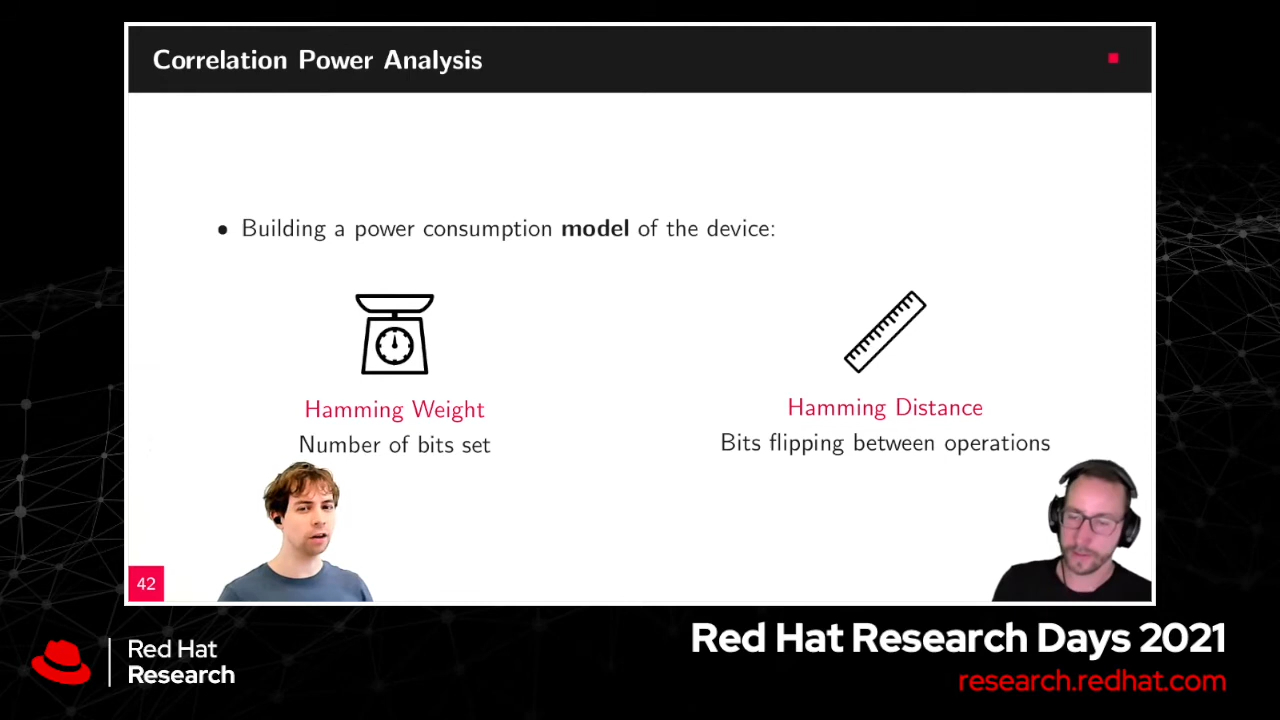 Correlation Power Analysis
• Building a power consumption model of the device:
Hamming Weight
Number of bits set
Hamming Distance
Bits flipping between operations
42
Red Hat
Research
Red Hat Research Days 2021
research.redhat.com